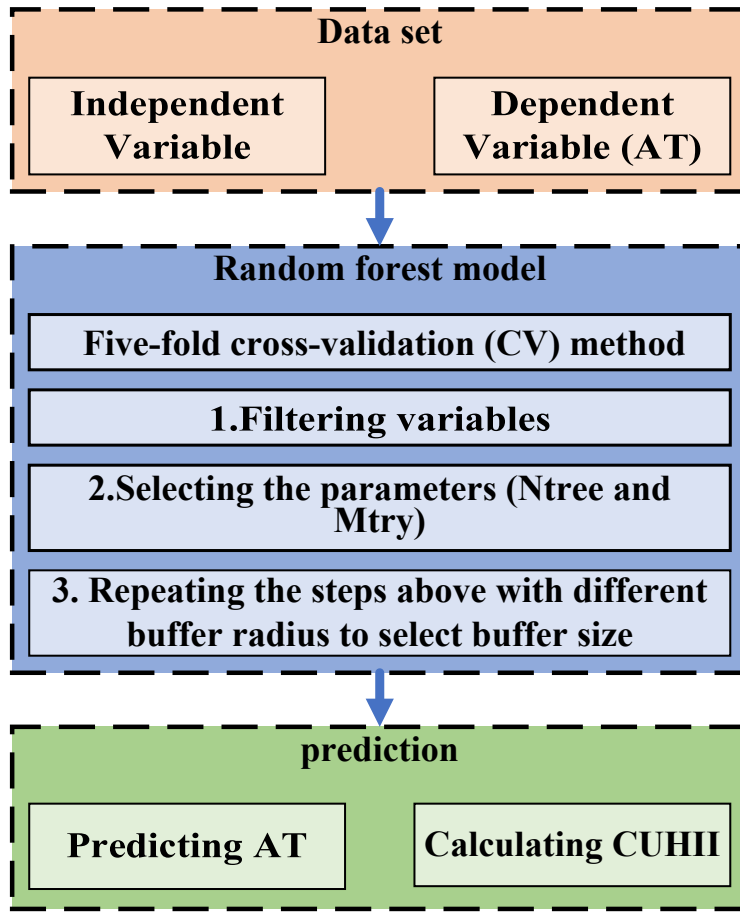 Data set
Independent
Variable
Dependent
Variable (AT)
Random forest model
Five-fold cross-validation (CV) method
1.Filtering variables
2.Selecting the parameters (Ntree and
Mtry)
3. Repeating the steps above with different
buffer radius to select buffer size
prediction
Predicting AT
Calculating CUHII